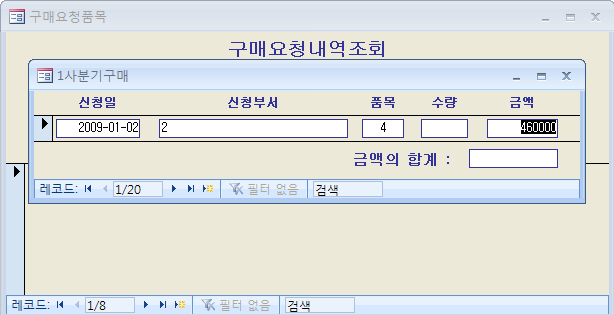 구매요청품목
구매요청내역조회
1사분기구매
신청일 신청부서 품목 수량 금액
2009-01-02 2 4 460000
금액의 합계 :
레코드: 1/20 필터 없음 검색
레코드: 1/8 필터 없음 검색